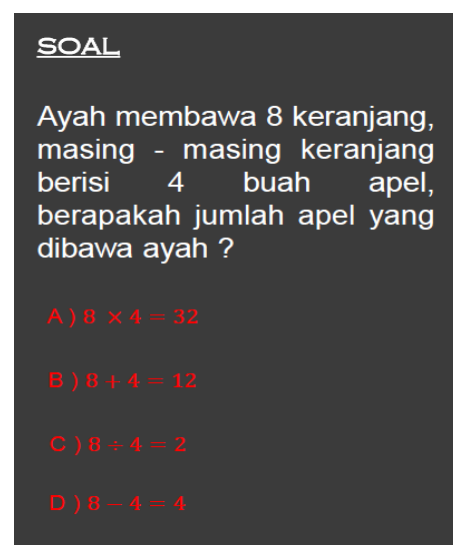 SOAL
Ayah membawa 8 keranjang,
masing - masing keranjang
berisi 4 buah apel,
berapakah jumlah apel yang
dibawa ayah ?
A ) 8 × 4 = 32
B ) 8 + 4 = 12
C ) 8 ÷ 4 = 2
D ) 8 − 4 = 4